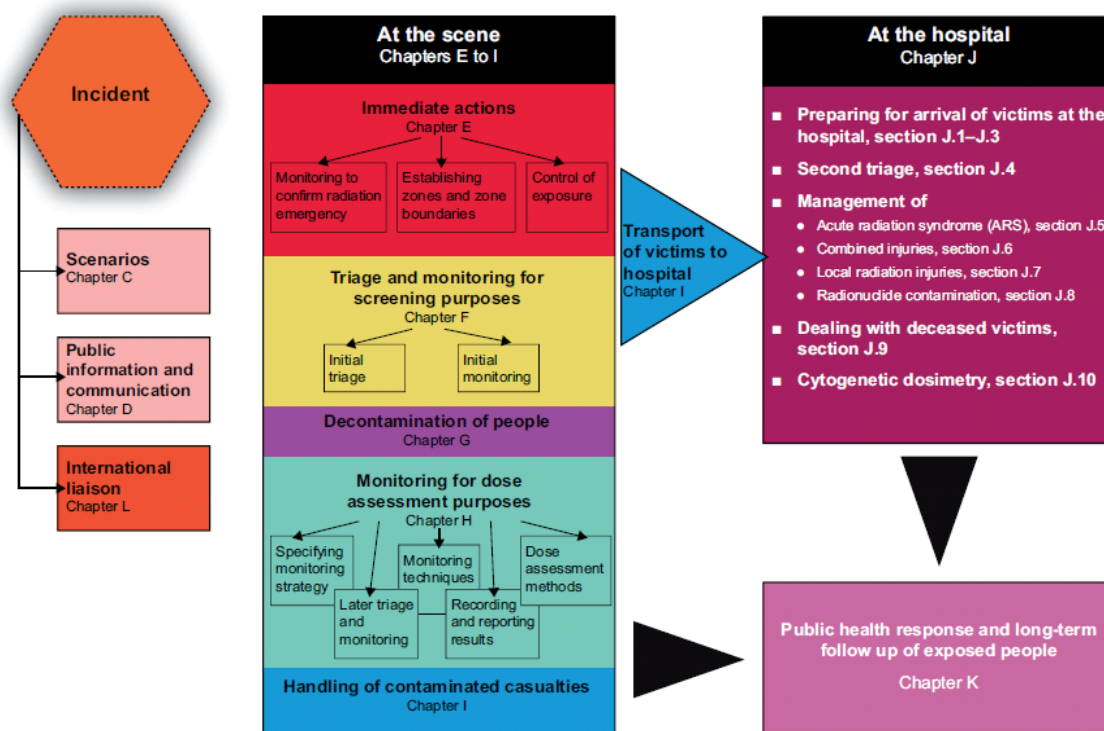 Incident
Scenarios
Chapter C
Public
information and
communication
Chapter D
International
liaison
Chapter L
At the scene
Chapters E to I
Immediate actions
Chapter E
Monitoring to
confirm radiation
emergency
Establishing
zones and zone
boundaries
Control of
exposure
Triage and monitoring for
screening purposes
Chapter F
Initial
triage
Initial
monitoring
Decontamination of people
Chapter G
Monitoring for dose
assessment purposes
Chapter H
Specifying
monitoring
strategy
Later triage
and
monitoring
Monitoring
techniques
Recording
and reporting
results
Dose
assessment
methods
Handling of contaminated casualties
Chapter I
Transport
of victims to
hospital
Chapter I
At the hospital
Chapter J
■ Preparing for arrival of victims at the
hospital, section J.1–J.3
■ Second triage, section J.4
■ Management of
• Acute radiation syndrome (ARS), section J.5
• Combined injuries, section J.6
• Local radiation injuries, section J.7
• Radionuclide contamination, section J.8
■ Dealing with deceased victims,
section J.9
■ Cytogenetic dosimetry, section J.10
Public health response and long-term
follow up of exposed people
Chapter K